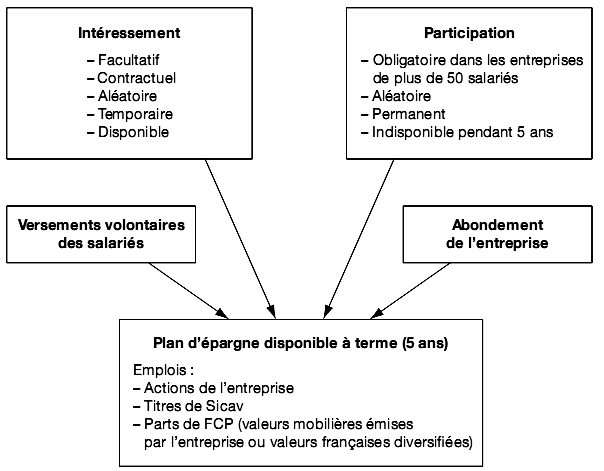 Intéressement
– Facultatif
– Contractuel
– Aléatoire
– Temporaire
– Disponible
Participation
– Obligatoire dans les entreprises
de plus de 50 salariés
– Aléatoire
– Permanent
– Indisponible pendant 5 ans
Versements volontaires
des salariés
Abondement
de l’entreprise
Plan d’épargne disponible à terme (5 ans)
Emplois :
– Actions de l’entreprise
– Titres de Sicav
– Parts de FCP (valeurs mobilières émises
par l’entreprise ou valeurs françaises diversifiées)